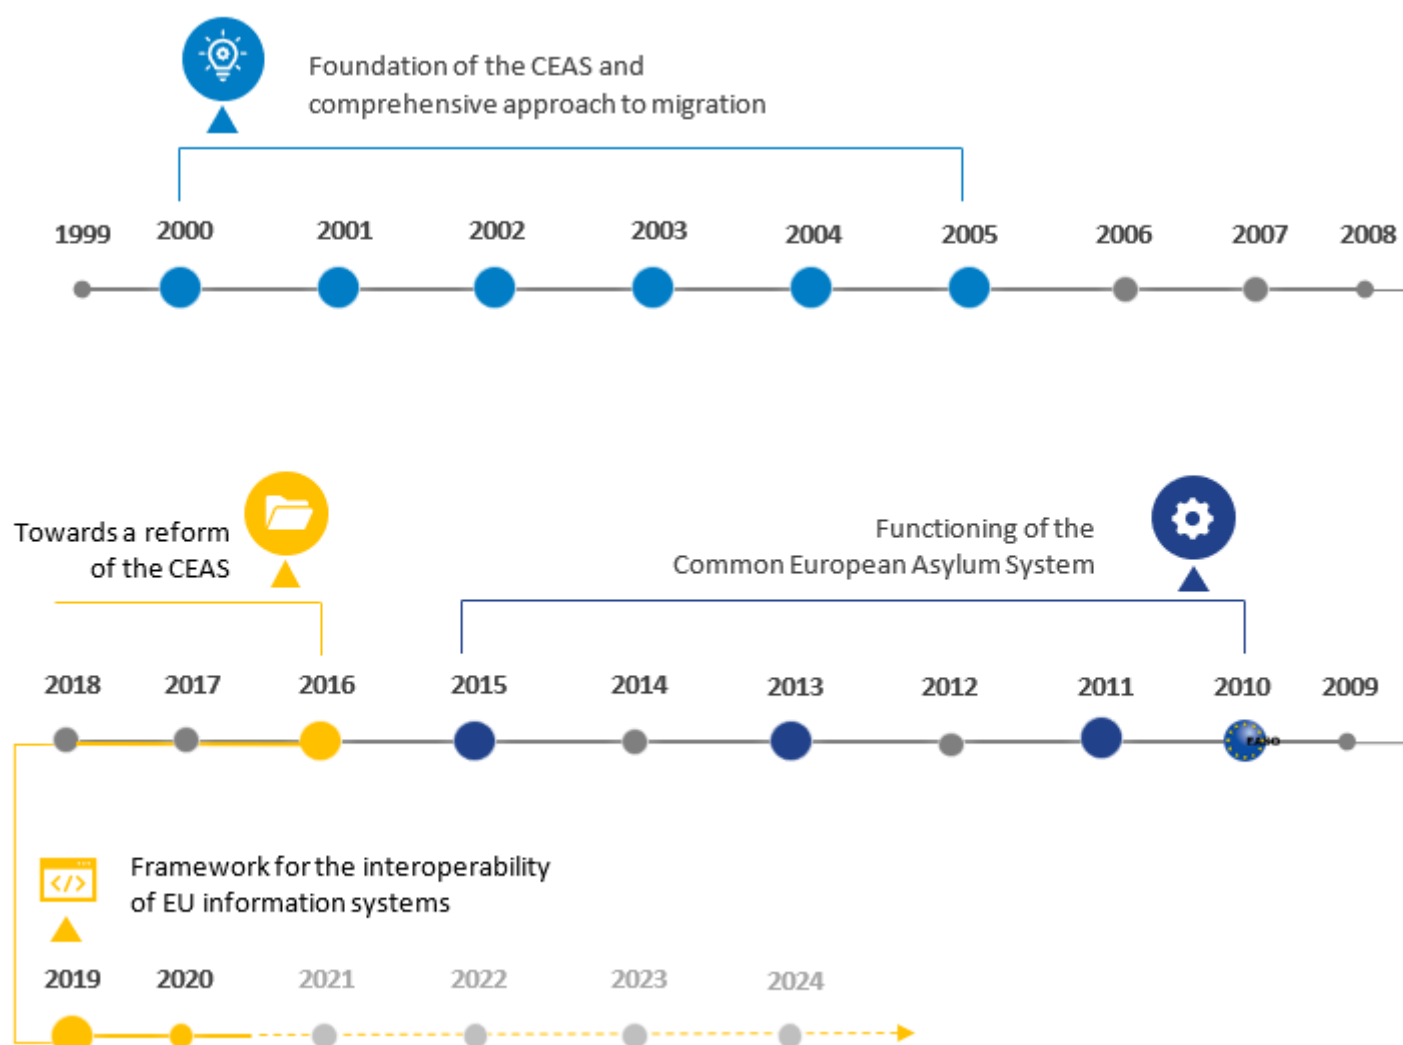 Foundation of the CEAS and
comprehensive approach to migration
1999 2000 2001 2002 2003 2004 2005 2006 2007 2008
Towards a reform
of the CEAS
Functioning of the
Common European Asylum System
2018 2017 2016 2015 2014 2013 2012 2011 2010 2009
EASO
</>
Framework for the interoperability
of EU information systems
2019 2020 2021 2022 2023 2024